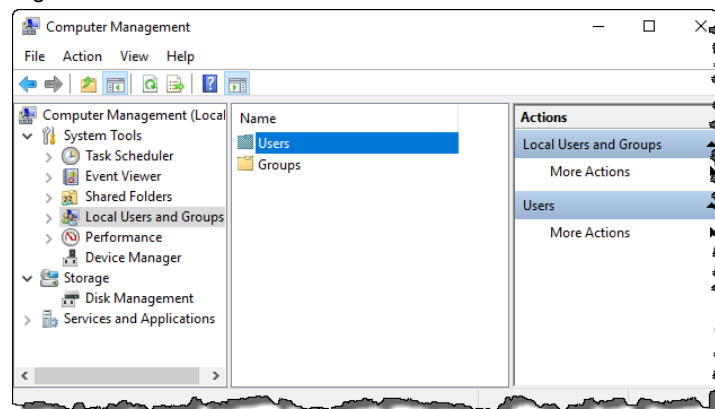 Computer Management
File Action View Help
Computer Management (Local
System Tools
Task Scheduler
Event Viewer
Shared Folders
Local Users and Groups
Performance
Device Manager
Storage
Disk Management
Services and Applications
Name
Users
Groups
Actions
Local Users and Groups
More Actions
Users
More Actions